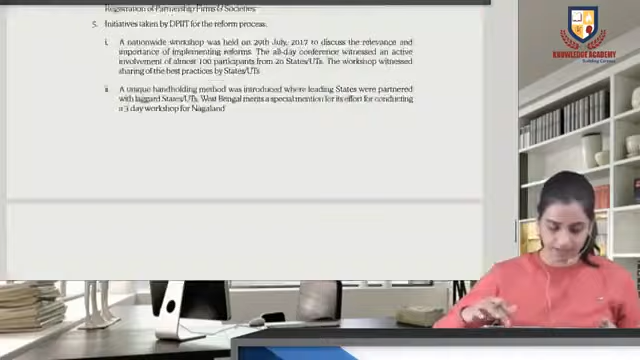 Registration of Partnership Firms & Societies
5. Initiatives taken by DPIIT for the reform process.
i. A nationwide workshop was held on 29th July, 2017 to discuss the relevance and
importance of implementing reforms. The all-day conference witnessed an active
involvement of almost 100 participants from 26 States/UTs. The workshop witnessed
sharing of the best practices by States/UTs
ii. A unique handholding method was introduced where leading States were partnered
with laggard States/UTs. West Bengal merits a special mention for its effort for conducting
a 3 day workshop for Nagaland
KNOWLEDGE ACADEMY
Building Careers